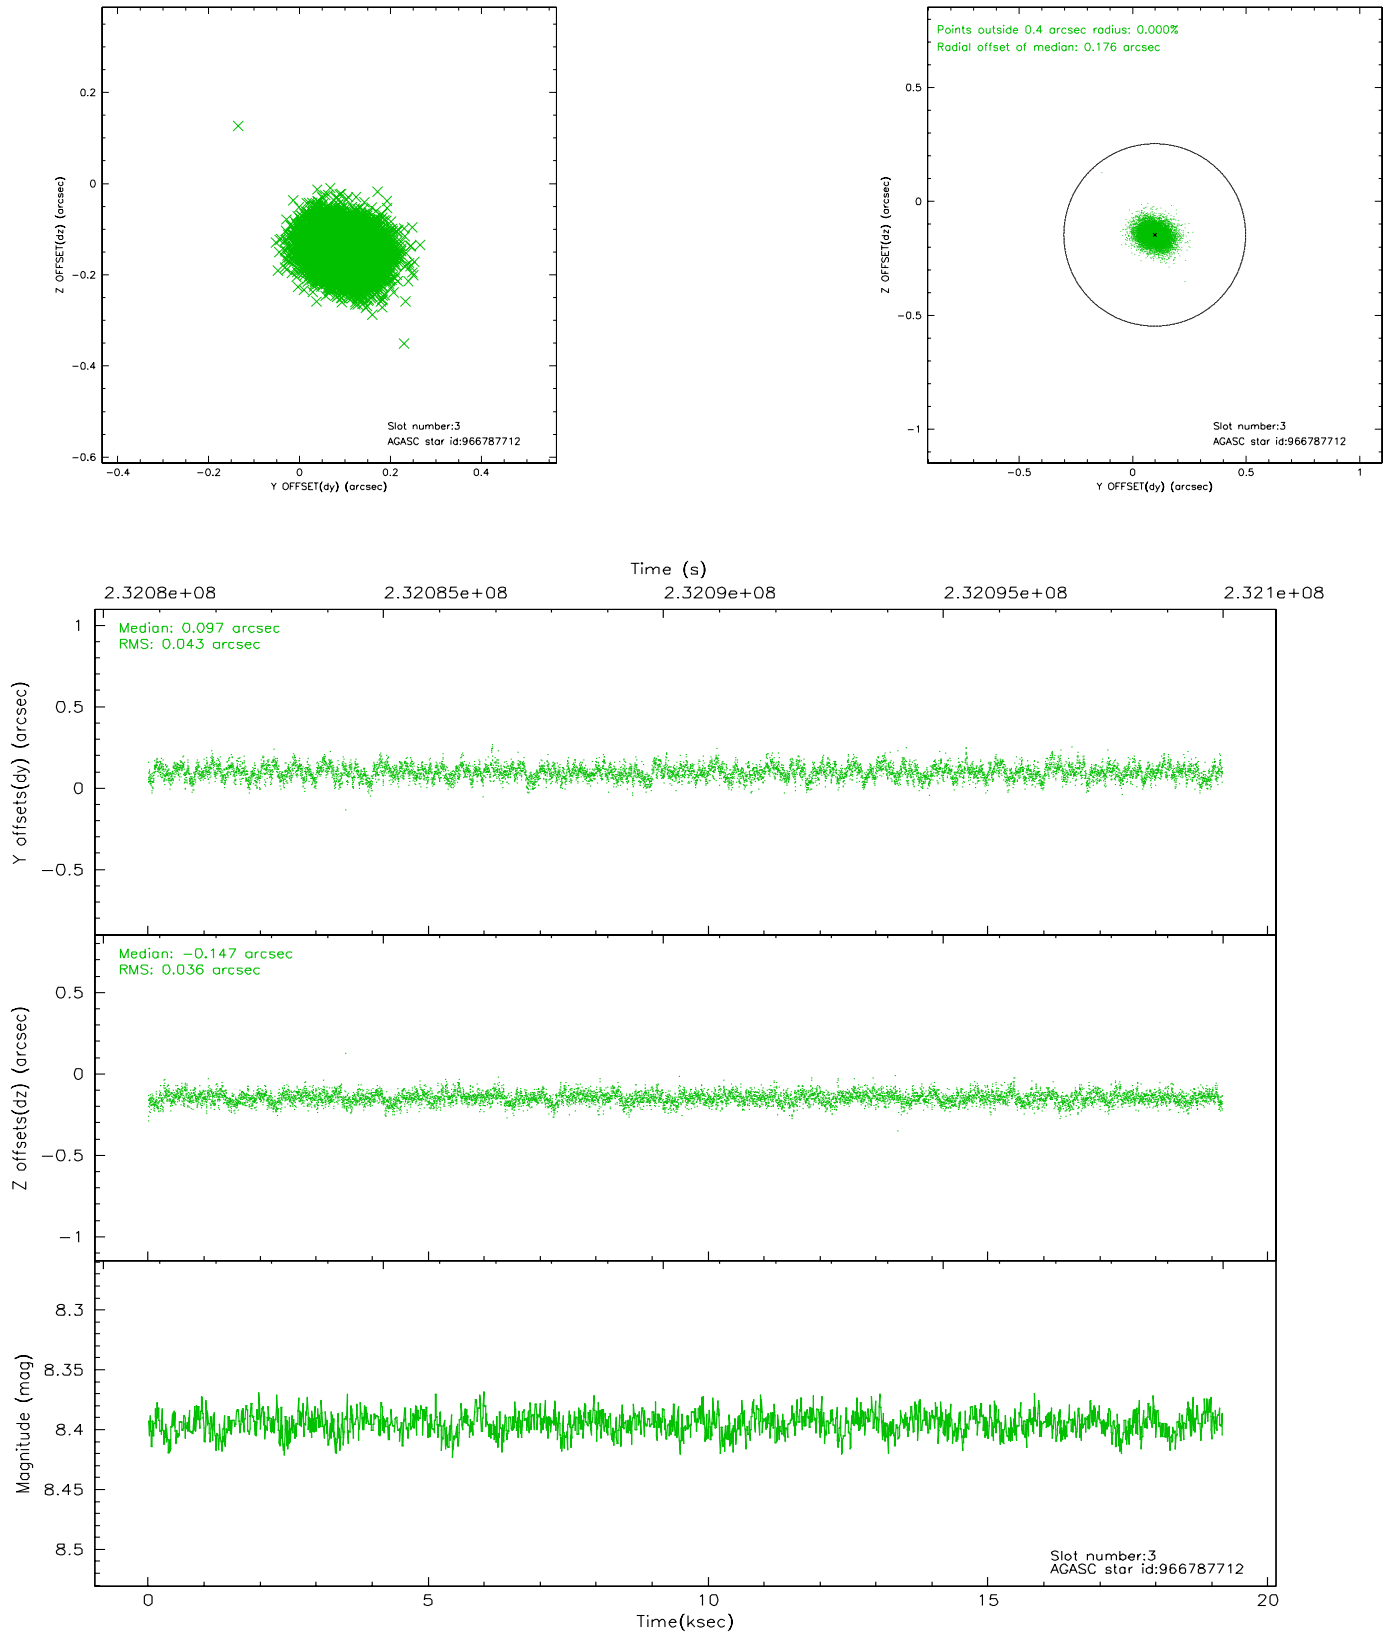 0.2
0
−0.2
−0.4
−0.6
−0.4
−0.2
0
0.2
0.4
Z OFFSET(dz) (arcsec)
Y OFFSET(dy) (arcsec)
Slot number:3
AGASC star id:966787712
Points outside 0.4 arcsec radius: 0.000%
Radial offset of median: 0.176 arcsec
0.5
0
−0.5
−1
−0.5
0
0.5
1
Z OFFSET(dz) (arcsec)
Y OFFSET(dy) (arcsec)
Slot number:3
AGASC star id:966787712
Time (s)
2.3208e+08
2.32085e+08
2.3209e+08
2.32095e+08
2.321e+08
Median: 0.097 arcsec
RMS: 0.043 arcsec
1
0.5
0
−0.5
Y offsets(dy) (arcsec)
Median: −0.147 arcsec
RMS: 0.036 arcsec
0.5
0
−0.5
−1
Z offsets(dz) (arcsec)
8.3
8.35
8.4
8.45
8.5
Magnitude (mag)
Slot number:3
AGASC star id:966787712
0
5
10
15
20
Time(ksec)